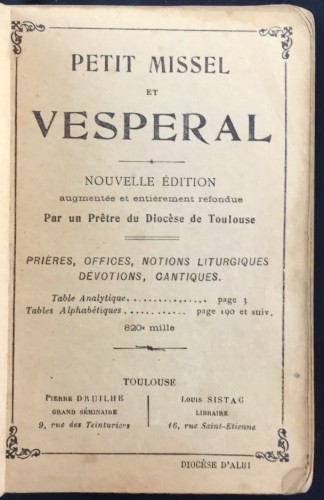 PETIT MISSEL
ET
VESPERAL
NOUVELLE ÉDITION
augmentée et entièrement refondue
Par un Prêtre du Diocèse de Toulouse
PRIÈRES, OFFICES, NOTIONS LITURGIQUES
DÉVOTIONS, CANTIQUES.
Table Analytique............... page 3
Tables Alphabétiques............ page 190 et suiv.
820e mille
TOULOUSE
PIERRE DRUILHE
GRAND SÉMINAIRE
9, rue des Teinturiers
LOUIS SISTAC
LIBRAIRE
16, rue Saint-Etienne
DIOCÈSE D'ALBI